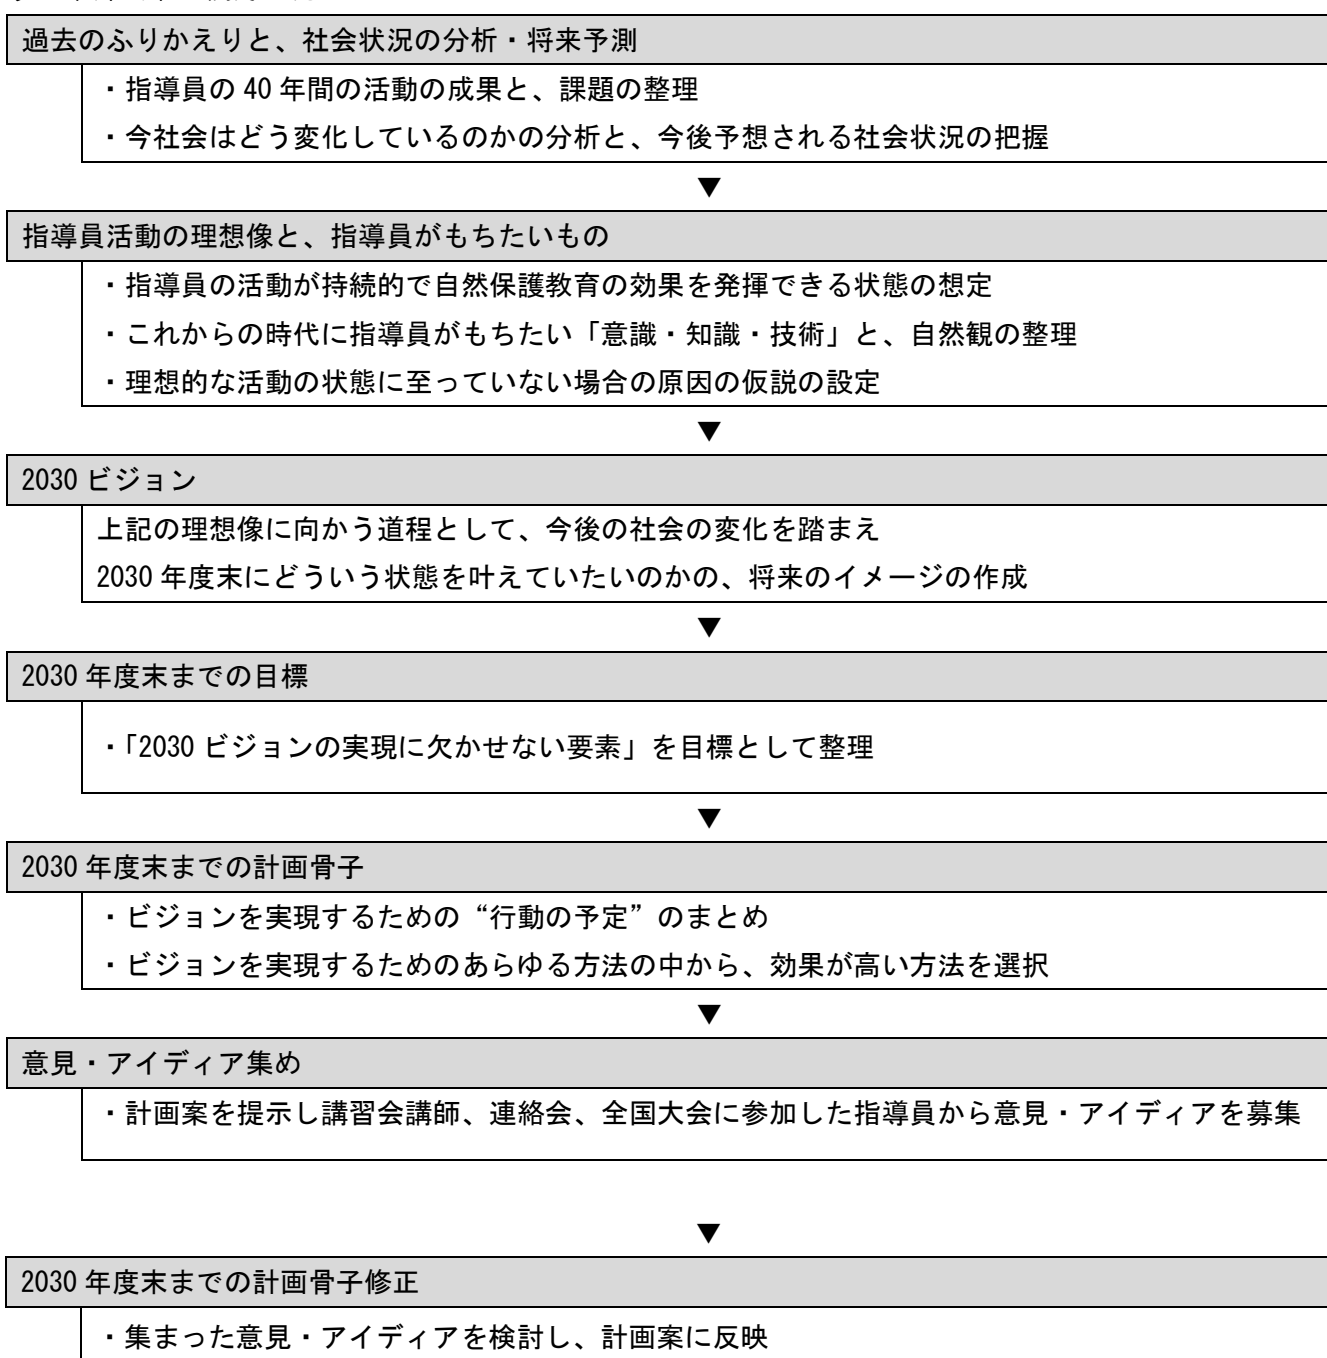 過去のふりかえりと、社会状況の分析・将来予測
・指導員の 40 年間の活動の成果と、課題の整理
・今社会はどう変化しているのかの分析と、今後予想される社会状況の把握
▼
指導員活動の理想像と、指導員がもちたいもの
・指導員の活動が持続的で自然保護教育の効果を発揮できる状態の想定
・これからの時代に指導員がもちたい「意識・知識・技術」と、自然観の整理
・理想的な活動の状態に至っていない場合の原因の仮説の設定
▼
2030 ビジョン
上記の理想像に向かう道程として、今後の社会の変化を踏まえ
2030 年度末にどういう状態を叶えていたいのかの、将来のイメージの作成
▼
2030 年度末までの目標
・「2030 ビジョンの実現に欠かせない要素」を目標として整理
▼
2030 年度末までの計画骨子
・ビジョンを実現するための“行動の予定”のまとめ
・ビジョンを実現するためのあらゆる方法の中から、効果が高い方法を選択
▼
意見・アイディア集め
・計画案を提示し講習会講師、連絡会、全国大会に参加した指導員から意見・アイディアを募集
▼
2030 年度末までの計画骨子修正
・集まった意見・アイディアを検討し、計画案に反映